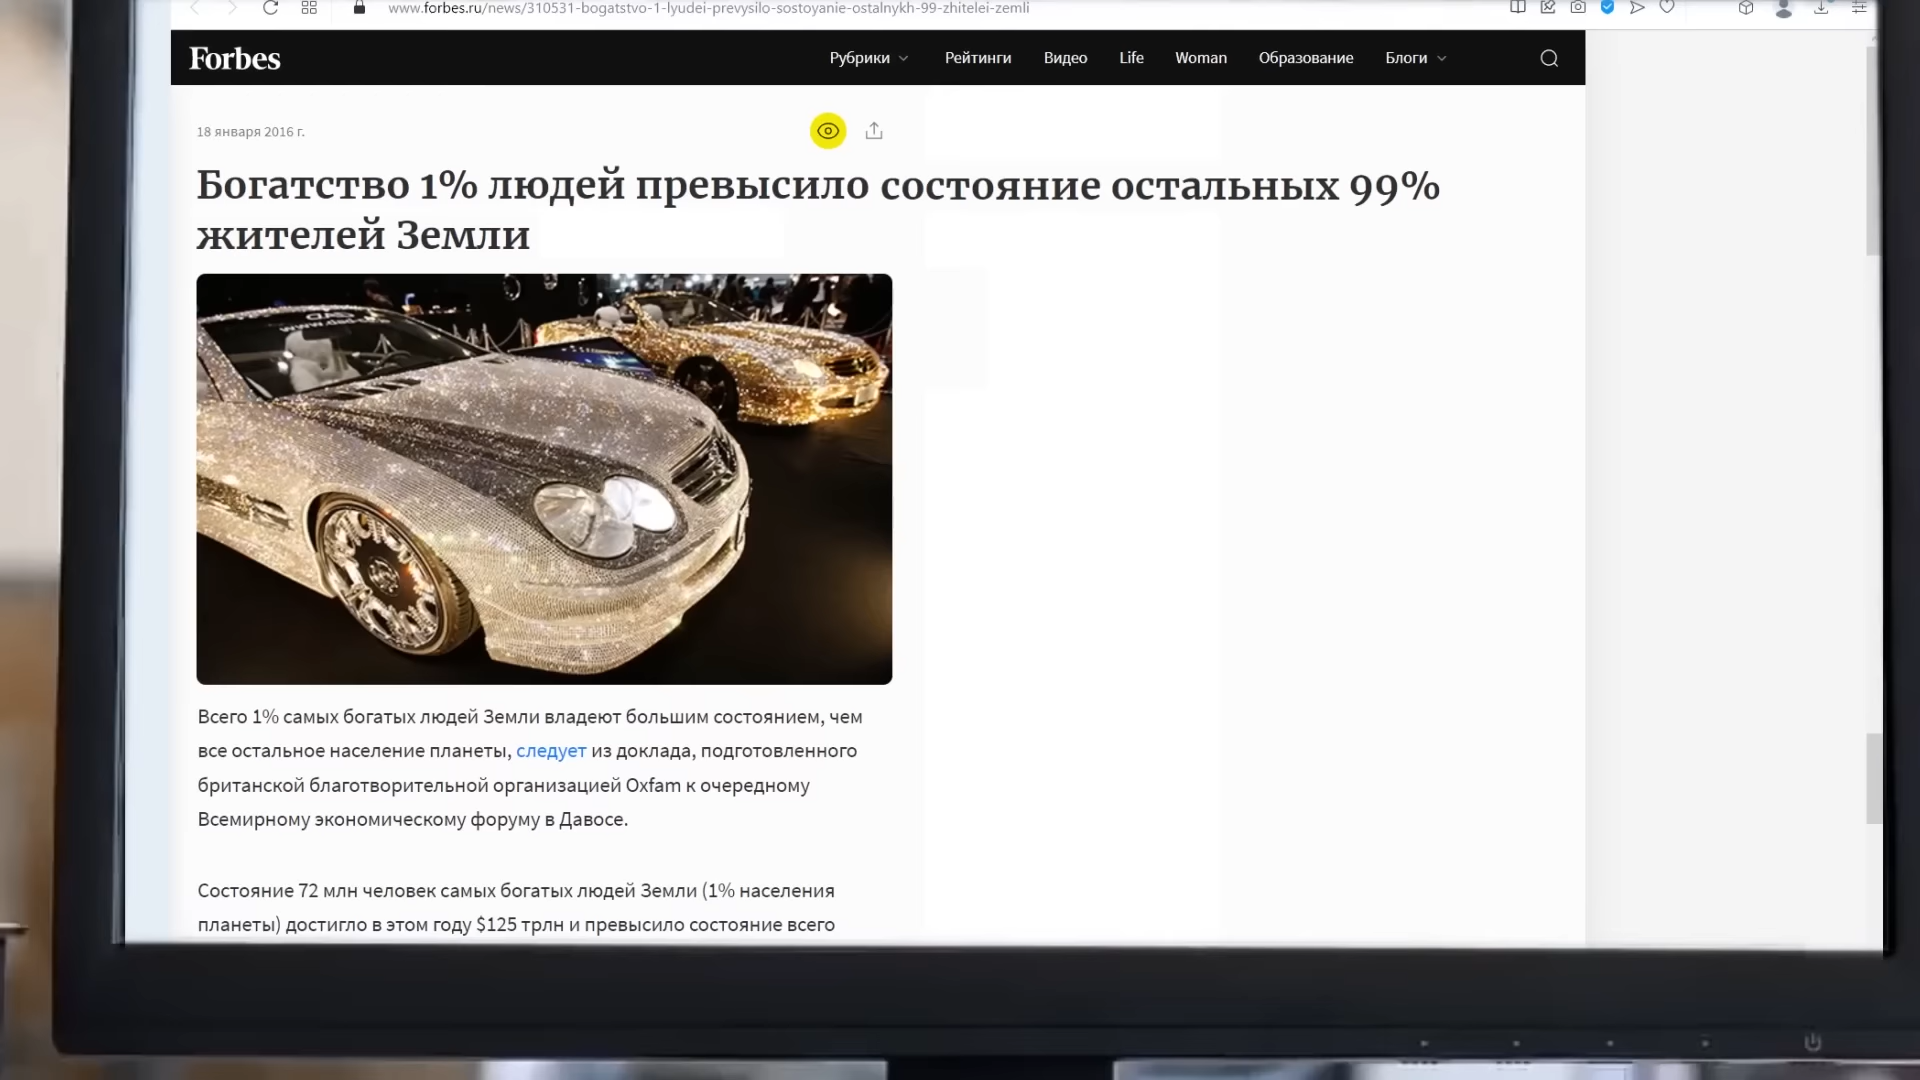 www.forbes.ru/news/310531-bogatstvo-1-lyudei-prevysilo-sostoyanie-ostalnykh-99-zhitelei-zemli
Forbes Рубрики Рейтинги Видео Life Woman Образование Блоги
18 января 2016 г.
Богатство 1% людей превысило состояние остальных 99%
жителей Земли
Всего 1% самых богатых людей Земли владеют большим состоянием, чем
все остальное население планеты, следует из доклада, подготовленного
британской благотворительной организацией Oxfam к очередному
Всемирному экономическому форуму в Давосе.
Состояние 72 млн человек самых богатых людей Земли (1% населения
планеты) достигло в этом году $125 трлн и превысило состояние всего